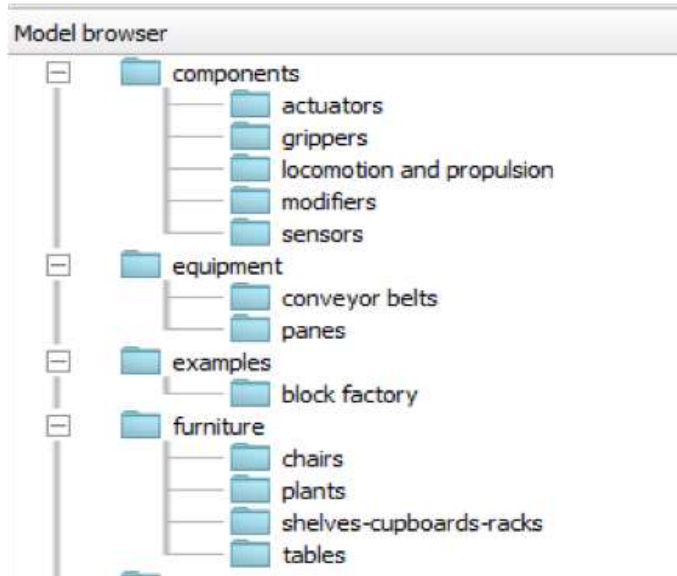 Model browser
components
actuators
grippers
locomotion and propulsion
modifiers
sensors
equipment
conveyor belts
panes
examples
block factory
furniture
chairs
plants
shelves-cupboards-racks
tables